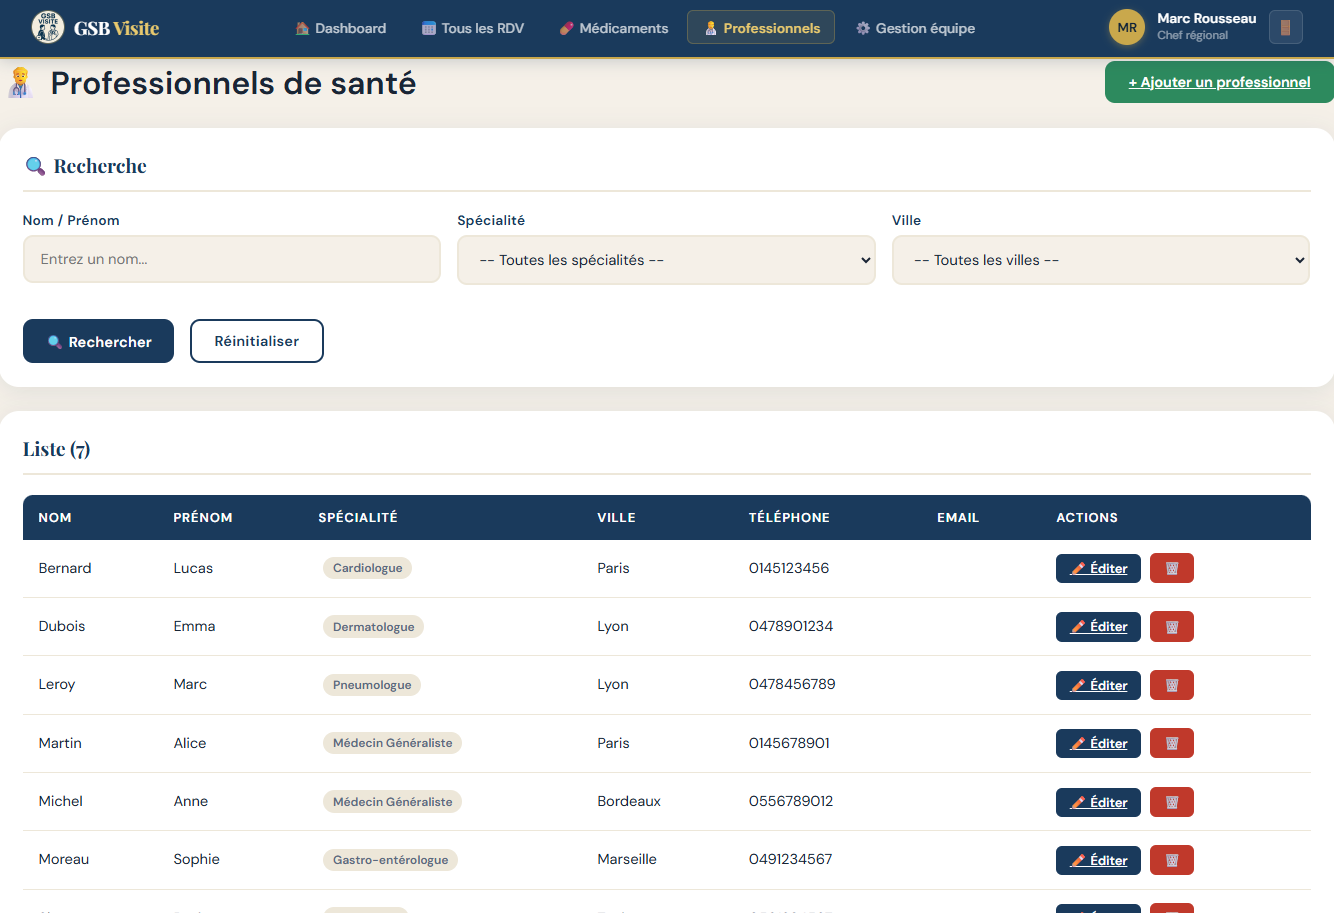 GSB VISITE
GSB Visite
Dashboard
Tous les RDV
Médicaments
Professionnels
Gestion équipe
MR
Marc Rousseau
Chef régional
Professionnels de santé
+ Ajouter un professionnel
Recherche
Nom / Prénom
Spécialité
Ville
Entrez un nom...
-- Toutes les spécialités --
-- Toutes les villes --
Rechercher
Réinitialiser
Liste (7)
NOM PRÉNOM SPÉCIALITÉ VILLE TÉLÉPHONE EMAIL ACTIONS
Bernard Lucas Cardiologue Paris 0145123456 Éditer
Dubois Emma Dermatologue Lyon 0478901234 Éditer
Leroy Marc Pneumologue Lyon 0478456789 Éditer
Martin Alice Médecin Généraliste Paris 0145678901 Éditer
Michel Anne Médecin Généraliste Bordeaux 0556789012 Éditer
Moreau Sophie Gastro-entérologue Marseille 0491234567 Éditer